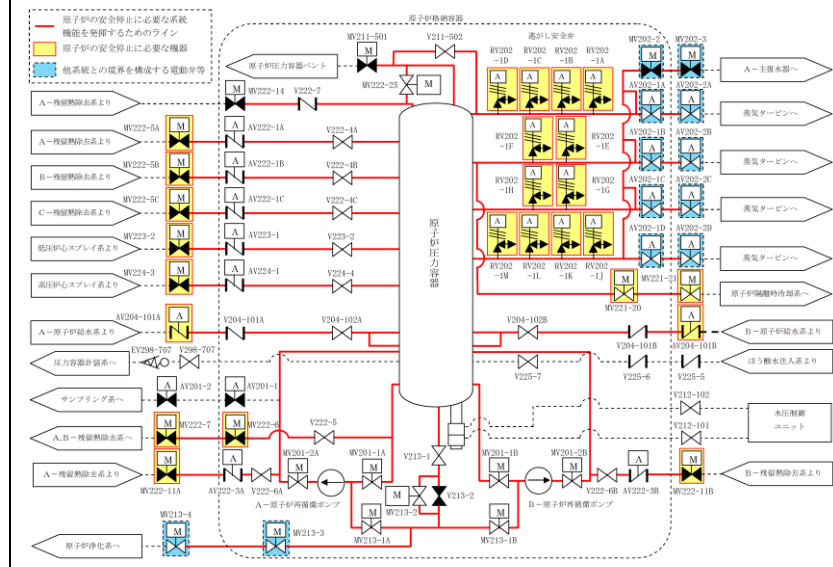 原子炉の安全停止に必要な系統
機能を発揮するためのライン
原子炉の安全停止に必要な機器
他系統との境界を構成する電動弁等
原子炉格納容器
逃がし安全弁
MV211-501
V211-502
RV202
-1D
RV202
-1C
RV202
-1B
RV202
-1A
MV202-2
MV202-3
原子炉圧力容器ベント
MV222-25
A-主復水器へ
A-残留熱除去系より
MV222-14
V222-7
AV202-1A
AV202-2A
蒸気タービンへ
MV222-5A
A-残留熱除去系より
AV222-1A
V222-4A
RV202
-1F
RV202
-1E
AV202-1B
AV202-2B
蒸気タービンへ
MV222-5B
B-残留熱除去系より
AV222-1B
V222-4B
RV202
-1H
RV202
-1G
AV202-1C
AV202-2C
蒸気タービンへ
MV222-5C
C-残留熱除去系より
AV222-1C
V222-4C
原子炉圧力容器
MV223-2
低圧炉心スプレイ系より
AV223-1
V223-2
AV202-1D
AV202-2D
蒸気タービンへ
RV202
-1M
RV202
-1L
RV202
-1K
RV202
-1J
MV224-3
高圧炉心スプレイ系より
AV224-1
V224-4
MV221-20
MV221-21
原子炉隔離時冷却系へ
AV204-101A
A-原子炉給水系より
V204-101A
V204-102A
V204-102B
V204-101B
AV204-101B
B-原子炉給水系より
圧力容器計装系へ
EV298-707
V298-707
V225-7
V225-6
V225-5
ほう酸水注入系より
サンプリング系へ
AV201-2
AV201-1
V212-102
V212-101
水圧制御
ユニット
MV222-7
MV222-6
A,B-残留熱除去系へ
V222-5
MV201-2A
MV201-1A
V213-1
MV201-1B
MV201-2B
A-残留熱除去系より
MV222-11A
AV222-3A
V222-6A
A-原子炉再循環ポンプ
MV213-2
V213-2
B-原子炉再循環ポンプ
V222-6B
AV222-3B
MV222-11B
B-残留熱除去系より
MV213-4
MV213-3
MV213-1A
MV213-1B
原子炉浄化系へ